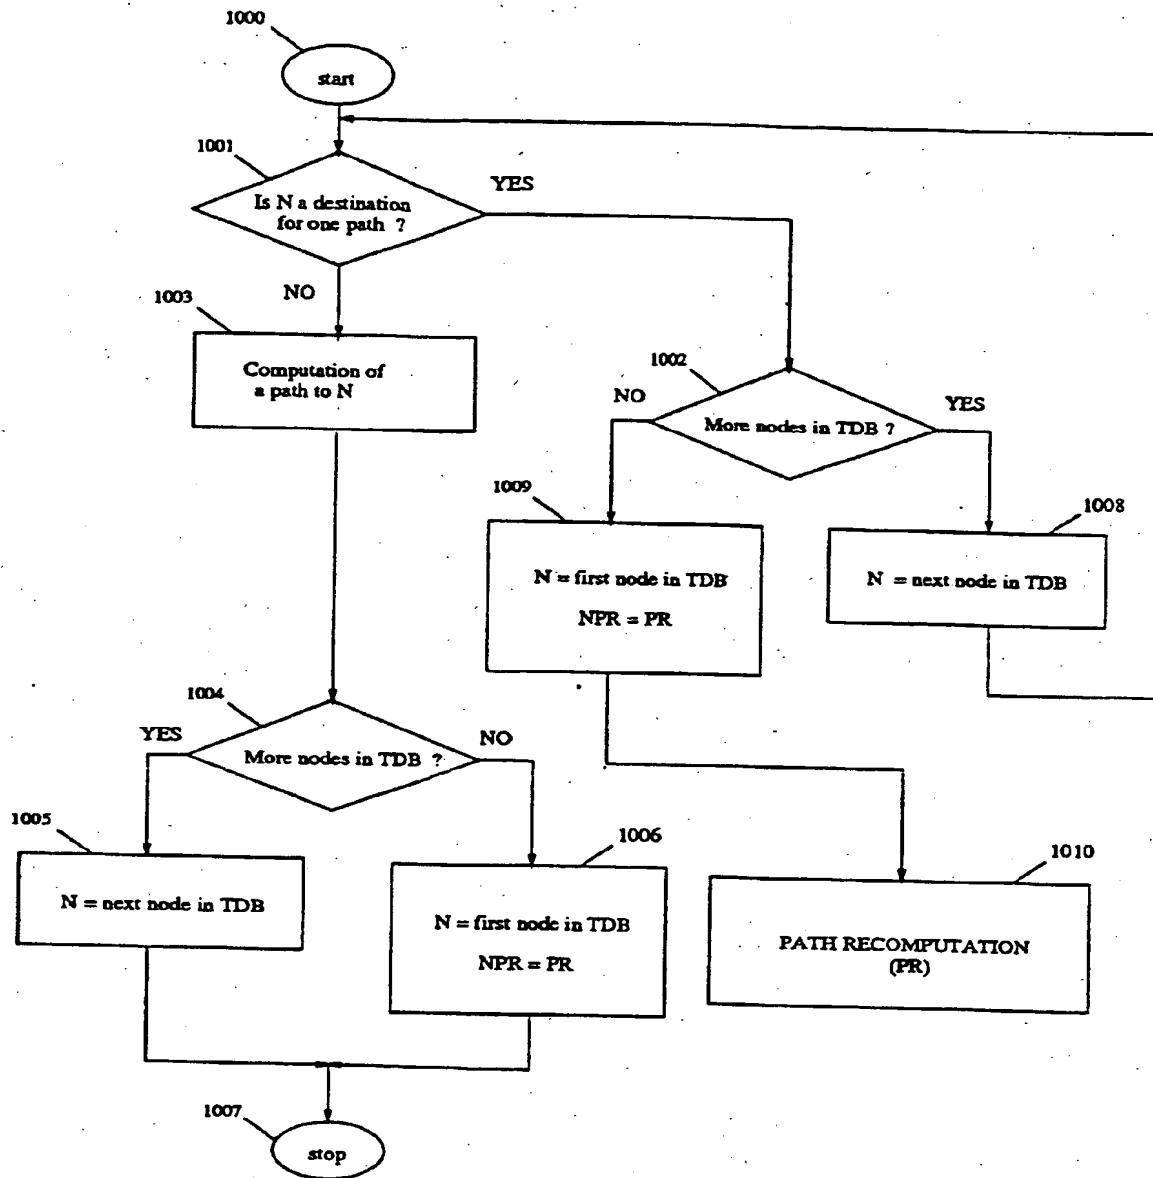 1000
start
1001
YES
Is N a destination
for one path ?
NO
1003
Computation of
a path to N
1002
NO
YES
More nodes in TDB ?
1009
1008
N = first node in TDB
NPR = PR
N = next node in TDB
1004
YES
NO
More nodes in TDB ?
1005
1006
1010
N = next node in TDB
N = first node in TDB
NPR = PR
PATH RECOMPUTATION
(PR)
1007
stop